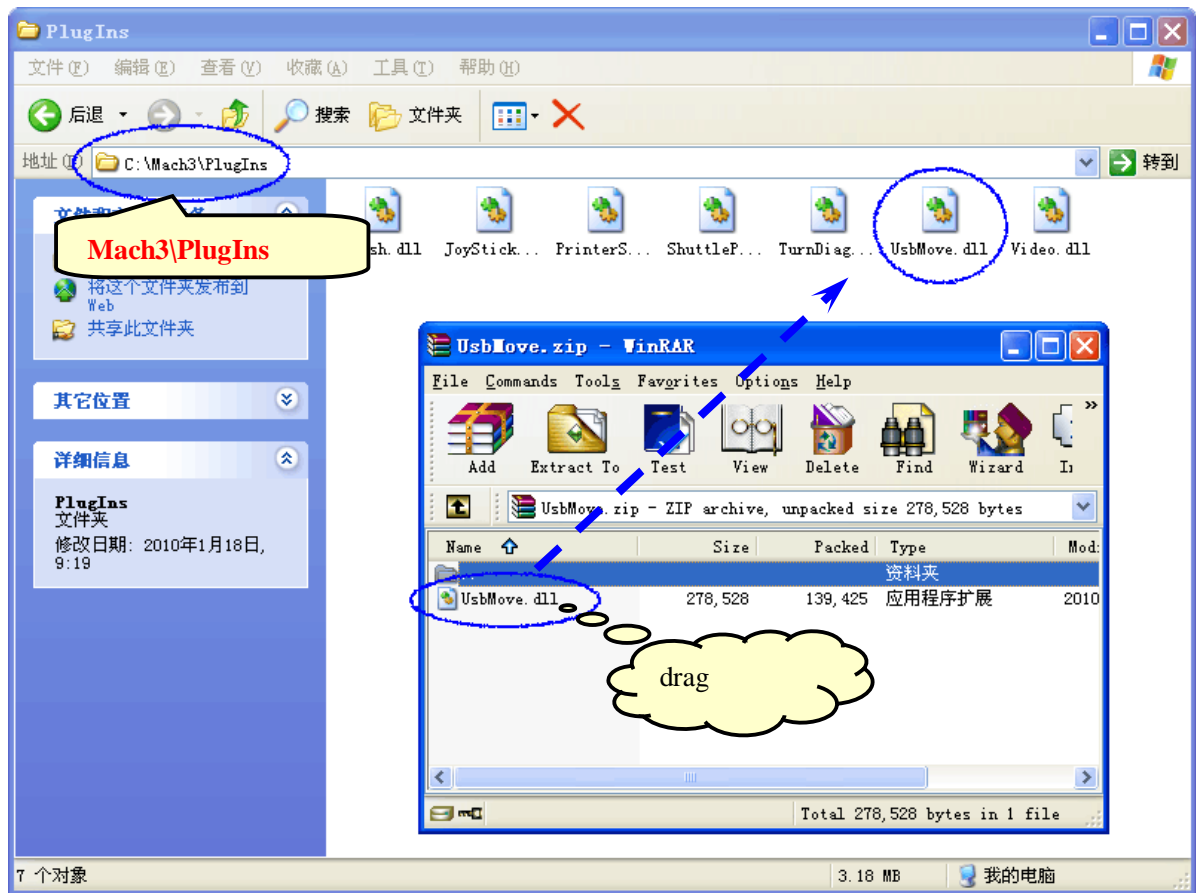 PlugIns
文件(F) 编辑(E) 查看(V) 收藏(A) 工具(T) 帮助(H)
后退 搜索 文件夹
地址(D) C:\Mach3\PlugIns 转到
Mach3\PlugIns
sh.dll JoyStick... PrinterS... ShuttleP... TurnDiag... UsbMove.dll Video.dll
将这个文件夹发布到
Web
共享此文件夹
其它位置
详细信息
PlugIns
文件夹
修改日期: 2010年1月18日,
9:19
UsbMove.zip - WinRAR
File Commands Tools Favorites Options Help
Add Extract To Test View Delete Find Wizard
UsbMove.zip - ZIP archive, unpacked size 278,528 bytes
Name Size Packed Type Mod:
.. 资料夹
UsbMove.dll 278,528 139,425 应用程序扩展 2010
drag
Total 278,528 bytes in 1 file
7 个对象 3.18 MB 我的电脑